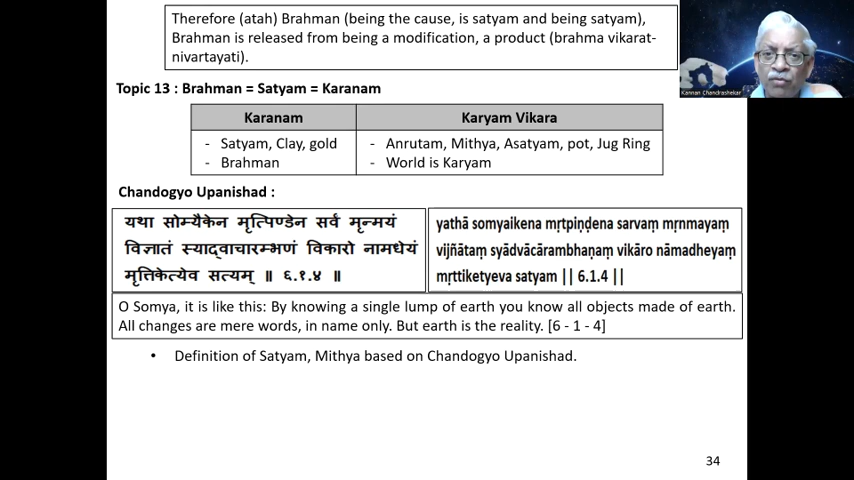 Therefore (atah) Brahman (being the cause, is satyam and being satyam),
Brahman is released from being a modification, a product (brahma vikarat-
nivartayati).
Kannan Chandrashekar
Topic 13 : Brahman = Satyam = Karanam
Karanam
Karyam Vikara
- Satyam, Clay, gold
- Brahman
- Anrutam, Mithya, Asatyam, pot, Jug Ring
- World is Karyam
Chandogyo Upanishad :
यथा सोम्यैकेन मृत्पिण्डेन सर्वं मृन्मयं
विज्ञातं स्याद्वाचारम्भणं विकारो नामधेयं
मृत्तिकेत्येव सत्यम् ॥ ६.१.४ ॥
yathā somyaikena mṛtpiṇḍena sarvaṃ mṛnmayaṃ
vijñātaṃ syādvācārambhaṇaṃ vikāro nāmadheyaṃ
mṛttiketyeva satyam || 6.1.4 ||
O Somya, it is like this: By knowing a single lump of earth you know all objects made of earth.
All changes are mere words, in name only. But earth is the reality. [6 - 1 - 4]
• Definition of Satyam, Mithya based on Chandogyo Upanishad.
34